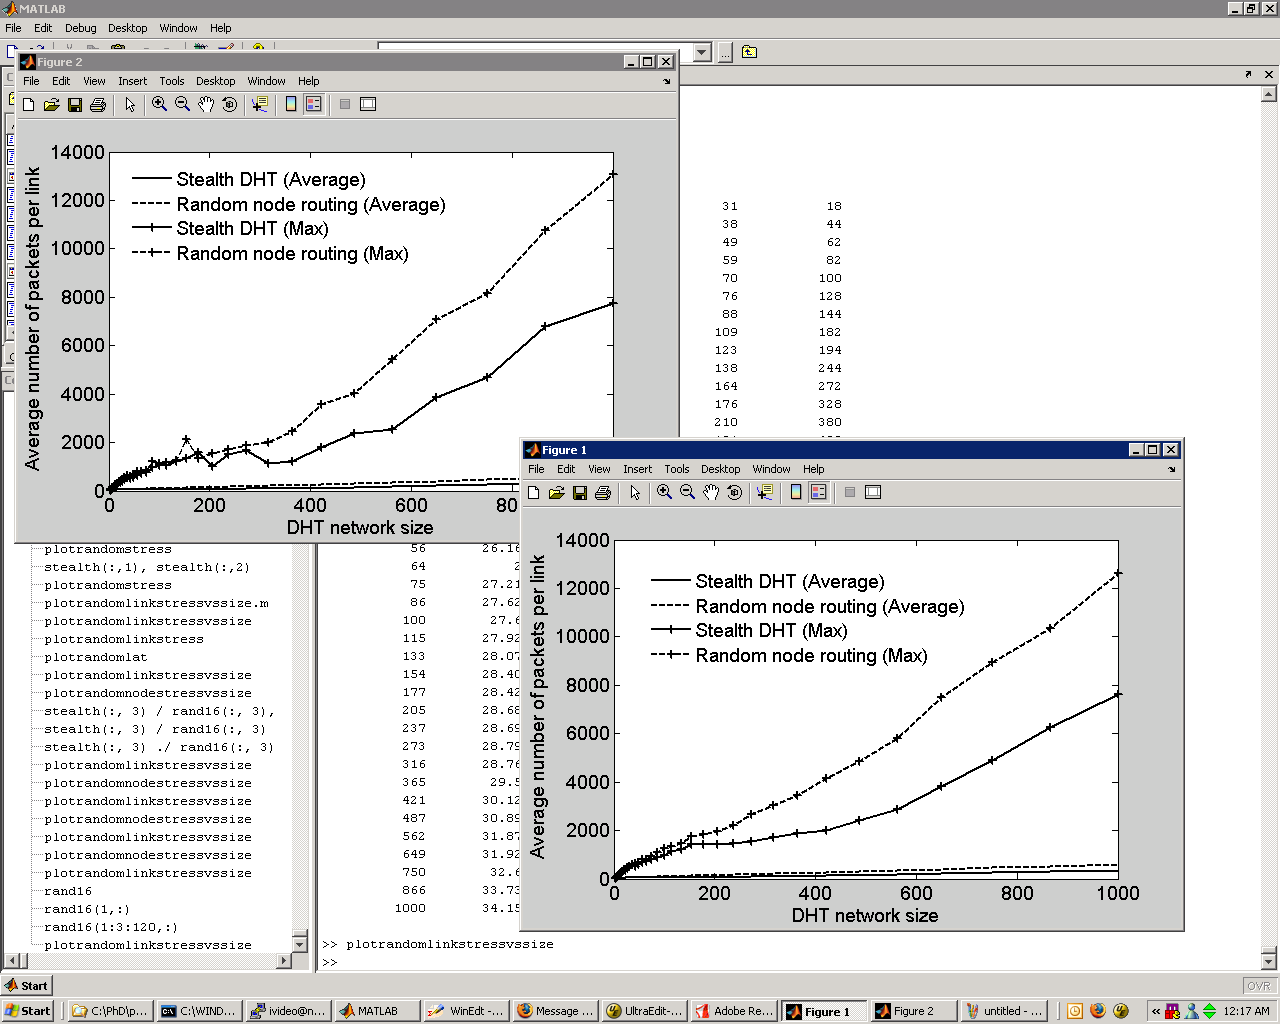 MATLAB
File Edit Debug Desktop Window Help
Figure 2
File Edit View Insert Tools Desktop Window Help
Average number of packets per link
14000
12000
10000
8000
6000
4000
2000
0
Stealth DHT (Average)
Random node routing (Average)
Stealth DHT (Max)
Random node routing (Max)
0 200 400 600
DHT network size
31 18
38 44
49 62
59 82
70 100
76 128
88 144
109 182
123 194
138 244
164 272
176 328
210 380
Figure 1
File Edit View Insert Tools Desktop Window Help
Average number of packets per link
14000
12000
10000
8000
6000
4000
2000
0
Stealth DHT (Average)
Random node routing (Average)
Stealth DHT (Max)
Random node routing (Max)
0 200 400 600 800 1000
DHT network size
plotrandomstress
stealth(:,1), stealth(:,2)
plotrandomstress
plotrandomlinkstressvssize.m
plotrandomlinkstressvssize
plotrandomlinkstress
plotrandomlat
plotrandomlinkstressvssize
plotrandomnodestressvssize
stealth(:, 3) / rand16(:, 3),
stealth(:, 3) / rand16(:, 3)
stealth(:, 3) ./ rand16(:, 3)
plotrandomlinkstressvssize
plotrandomnodestressvssize
plotrandomlinkstressvssize
plotrandomnodestressvssize
plotrandomlinkstressvssize
plotrandomnodestressvssize
plotrandomlinkstressvssize
rand16
rand16(1,:)
rand16(1:3:120,:)
plotrandomlinkstressvssize
56 26.16
64 2
75 27.21
86 27.62
100 27.6
115 27.92
133 28.07
154 28.40
177 28.42
205 28.68
237 28.69
273 28.79
316 28.76
365 29.5
421 30.12
487 30.89
562 31.87
649 31.92
750 32.6
866 33.73
1000 34.15
>> plotrandomlinkstressvssize
>>
Start
OVR
Start C:\PhD\p... C:\WIND... ivideo@n... MATLAB WinEdt -... Message ... UltraEdit-... Adobe Re... Figure 1 Figure 2 untitled - ... « 12:17 AM